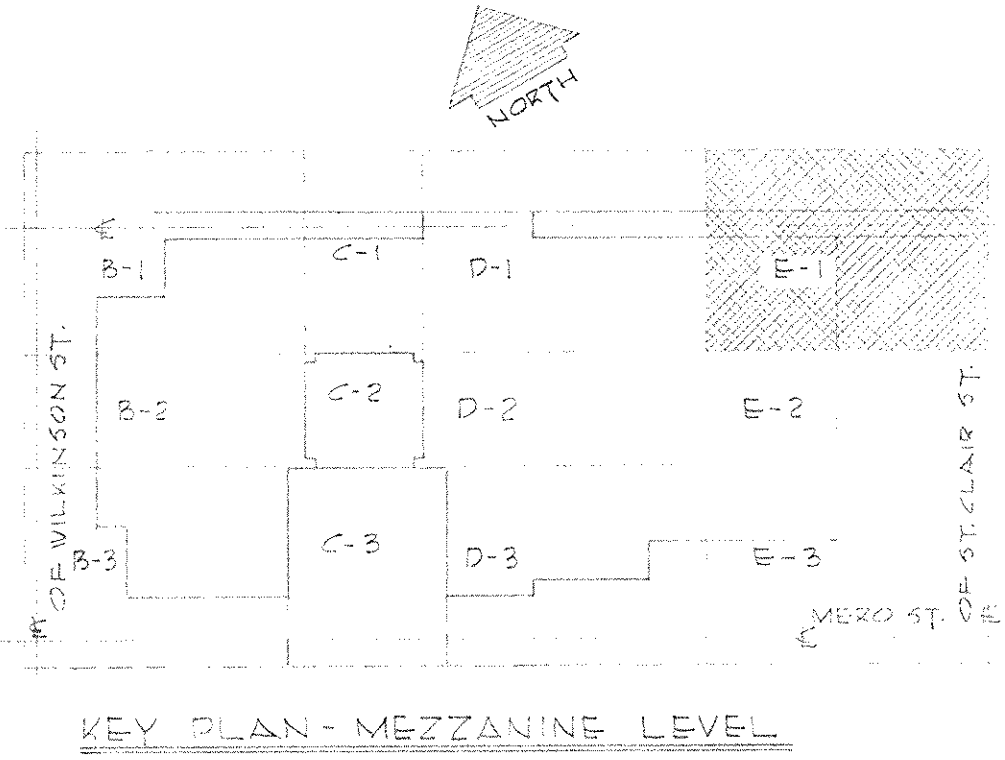 NORTH
C-1
B-1
D-1
E-1
C-2
B-2
D-2
E-2
OF WILKINSON ST.
OF ST. CLAIR ST.
C-3
B-3
D-3
E-3
MERO ST.
KEY PLAN - MEZZANINE LEVEL